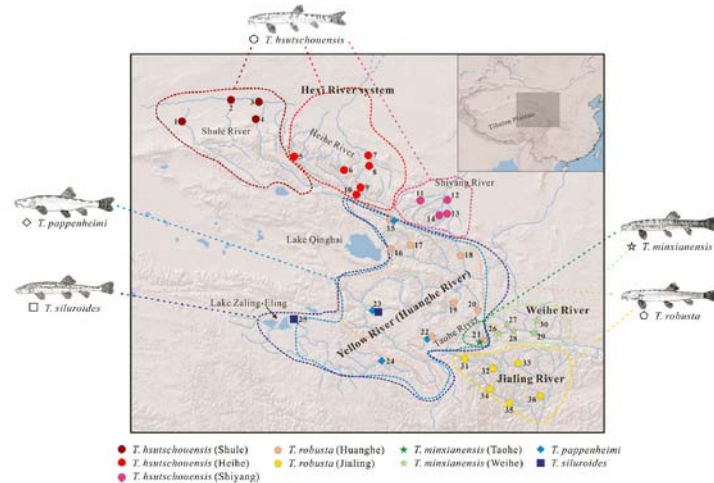 T. hsutschouensis
Hexi River system
Shule River
Heihe River
Tibetan Plateau
Shiyang River
T. pappenheimi
T. siluroides
Lake Qinghai
Lake Zaling-Eling
Yellow River (Huanghe River)
Taohe River
Weihe River
Jialing River
T. minxianensis
T. robusta
1
2
3
4
5
6
7
8
9
10
11
12
13
14
15
16
17
18
19
20
21
22
23
24
25
26
27
28
29
30
31
32
33
34
35
36
T. hsutschouensis (Shule)
T. robusta (Huanghe)
T. minxianensis (Taohe)
T. pappenheimi
T. hsutschouensis (Heihe)
T. robusta (Jialing)
T. minxianensis (Weihe)
T. siluroides
T. hsutschouensis (Shiyang)